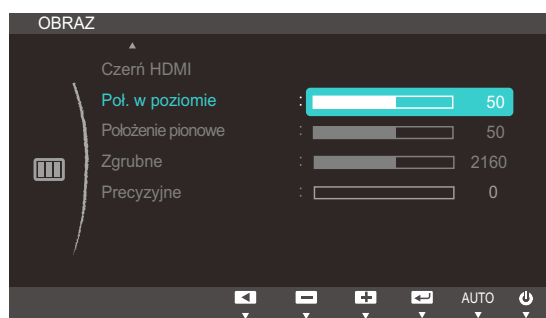 OBRAZ
Czerń HDMI
Poł. w poziomie : 50
Położenie pionowe : 50
Zgrubne : 2160
Precyzyjne : 0
AUTO